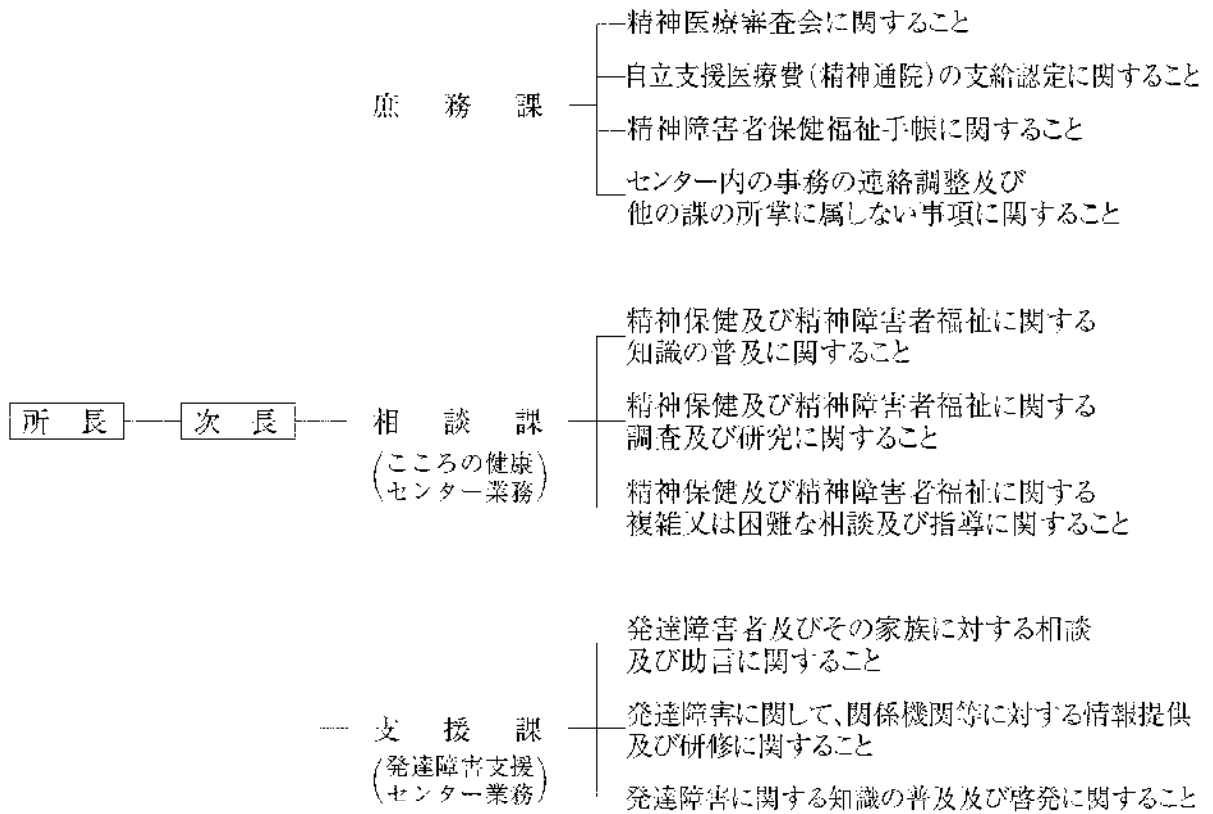 庶務課
精神医療審査会に関すること
自立支援医療費(精神通院)の支給認定に関すること
精神障害者保健福祉手帳に関すること
センター内の事務の連絡調整及び
他の課の所掌に属しない事項に関すること
所長
次長
相談課
(こころの健康
センター業務)
精神保健及び精神障害者福祉に関する
知識の普及に関すること
精神保健及び精神障害者福祉に関する
調査及び研究に関すること
精神保健及び精神障害者福祉に関する
複雑又は困難な相談及び指導に関すること
支援課
(発達障害支援
センター業務)
発達障害者及びその家族に対する相談
及び助言に関すること
発達障害に関して、関係機関等に対する情報提供
及び研修に関すること
発達障害に関する知識の普及及び啓発に関すること